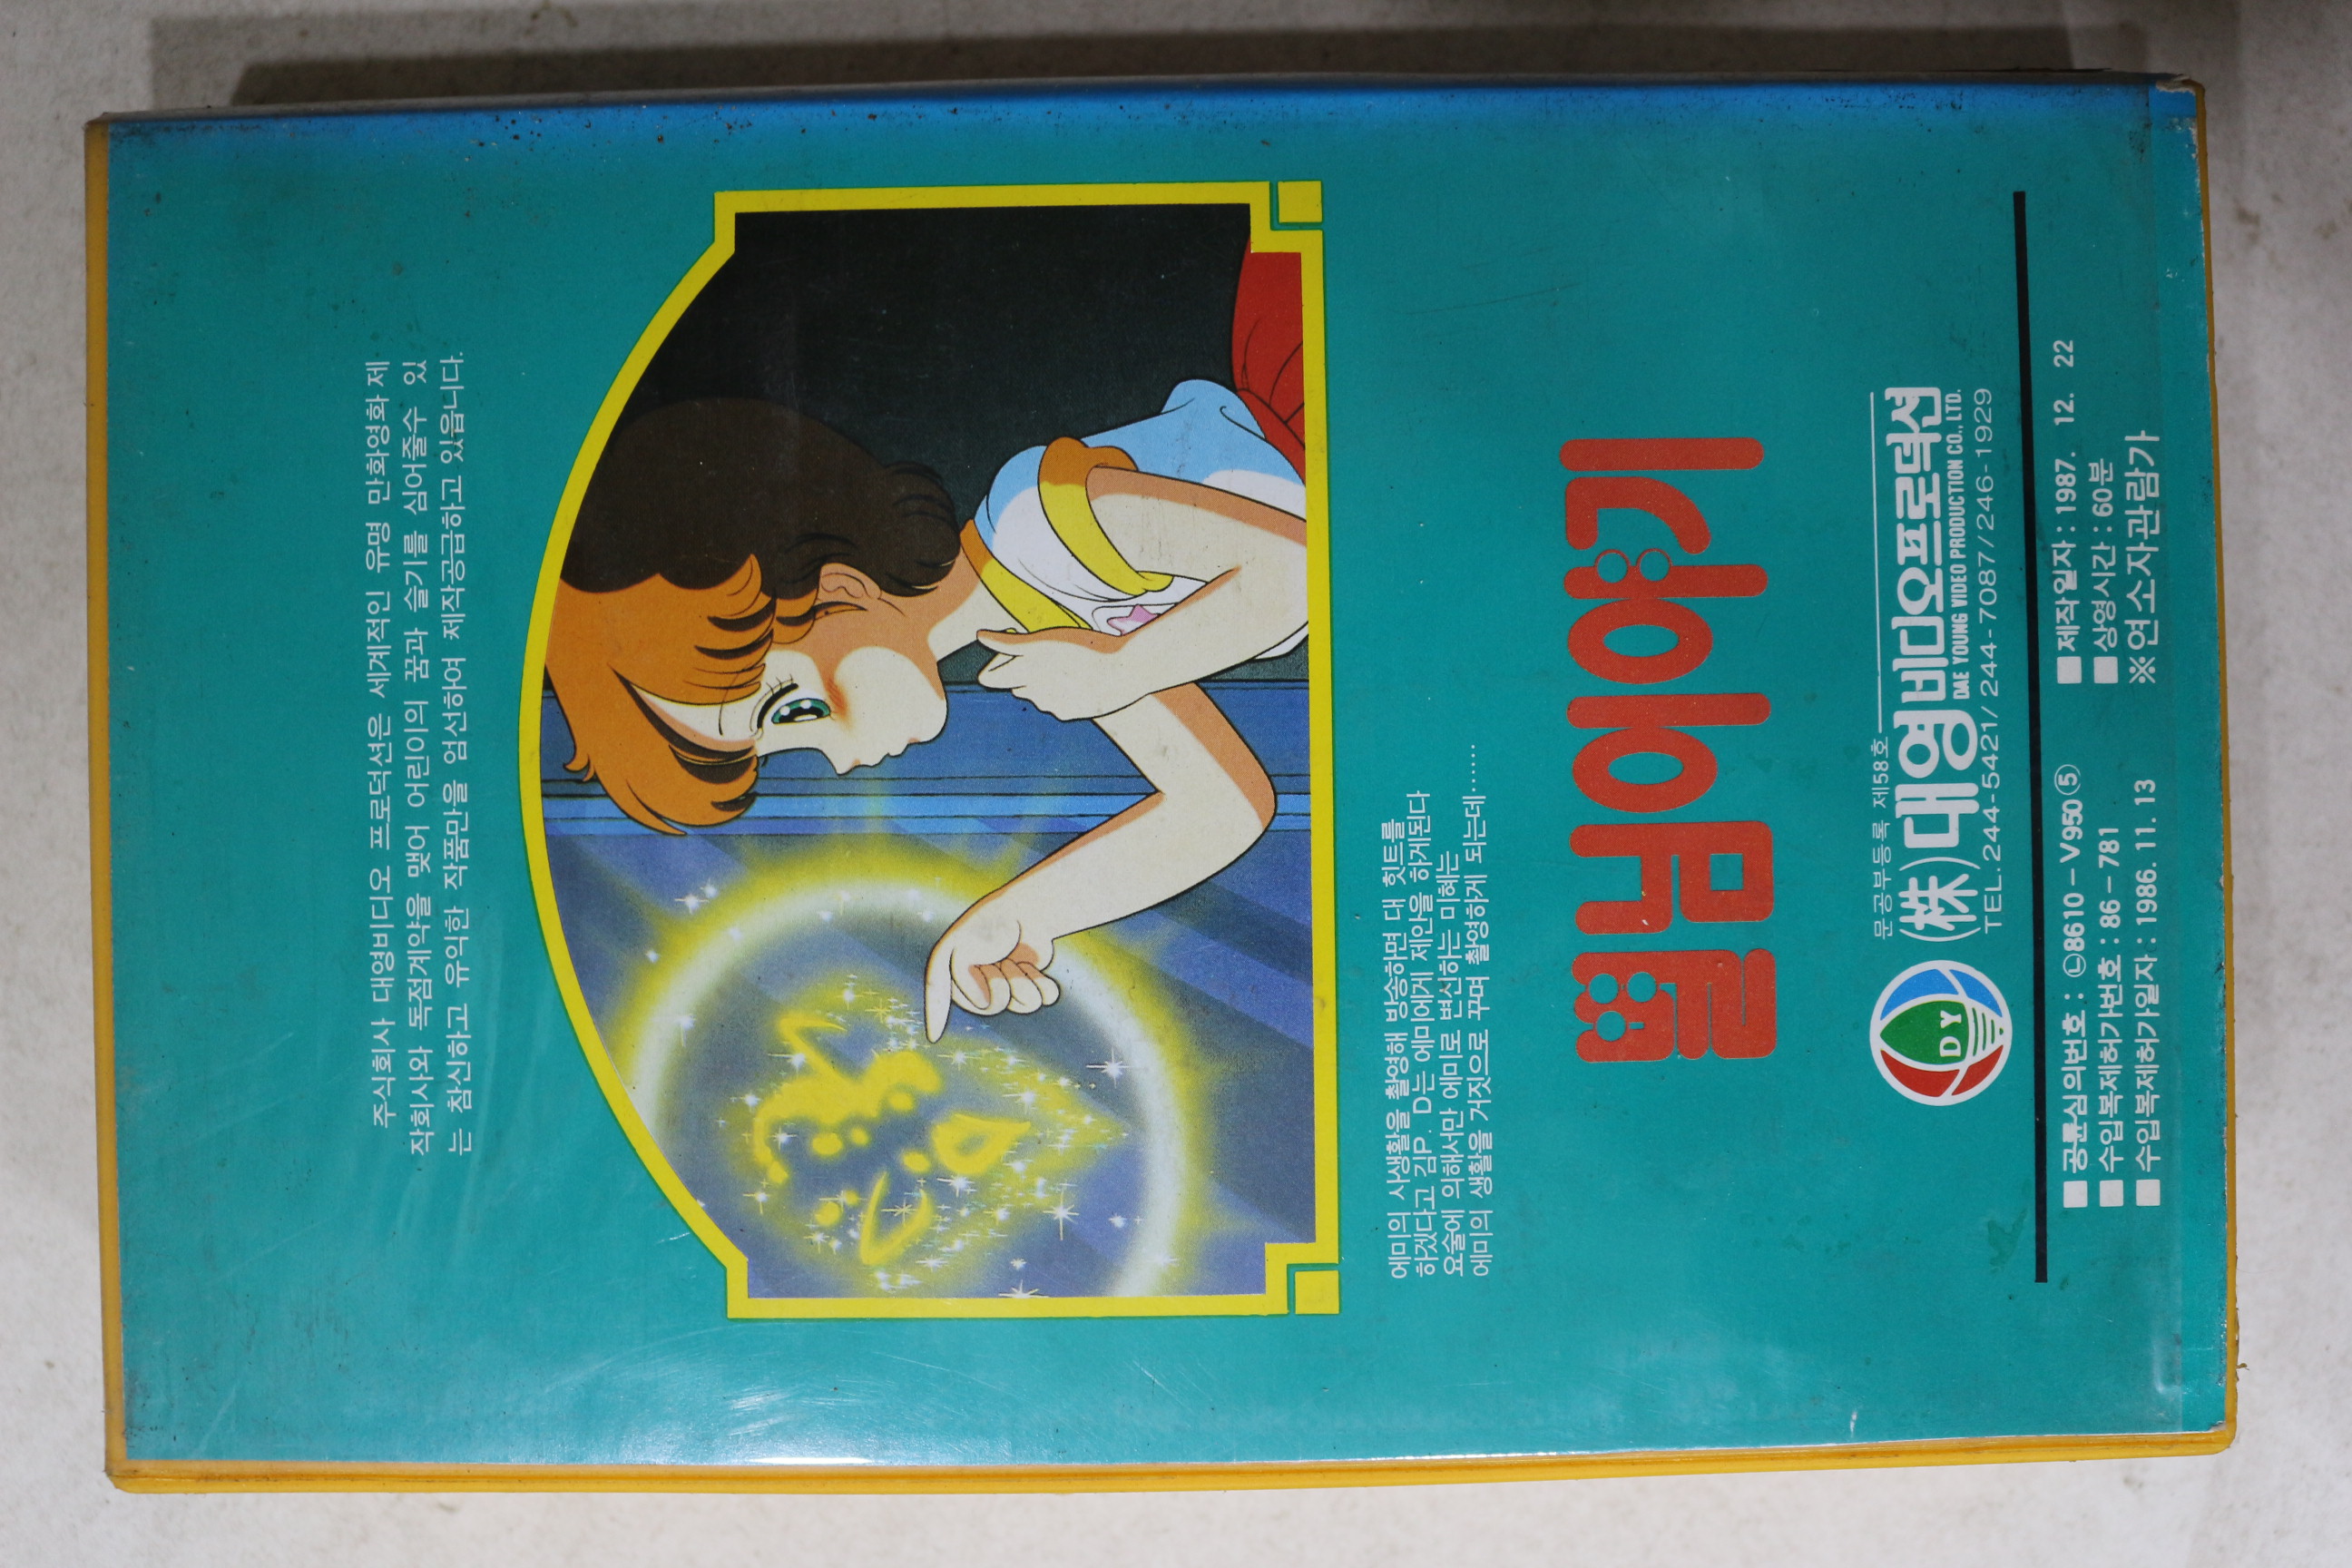 주식회사 대영비디오 프로덕션은 세계적인 유명 만화영화 제
작회사와 독점계약을 맺어 어린이의 꿈과 슬기를 심어줄수 있
는 참신하고 유익한 작품만을 엄선하여 제작공급하고 있읍니다.
에미의 사생활을 촬영해 방송하면 대 힛트를
하겠다고 김P. D는 에미에게 제안을 하게된다
요술에 의해서만 에미로 변신하는 미혜는
에미의 생활을 거짓으로 꾸며 촬영하게 되는데······
별님이야기
문공부등록 제58호
(株)대영비디오프로덕션
DAE YOUNG VIDEO PRODUCTION CO., LTD.
TEL. 244-5421/ 244-7087/246-1929
DY
■공륜심의번호 : Ⓛ8610-V950⑤
■수입복제허가번호 : 86-781
■수입복제허가일자 : 1986. 11. 13
■제작일자 : 1987. 12. 22
■상영시간 : 60분
※연소자관람가